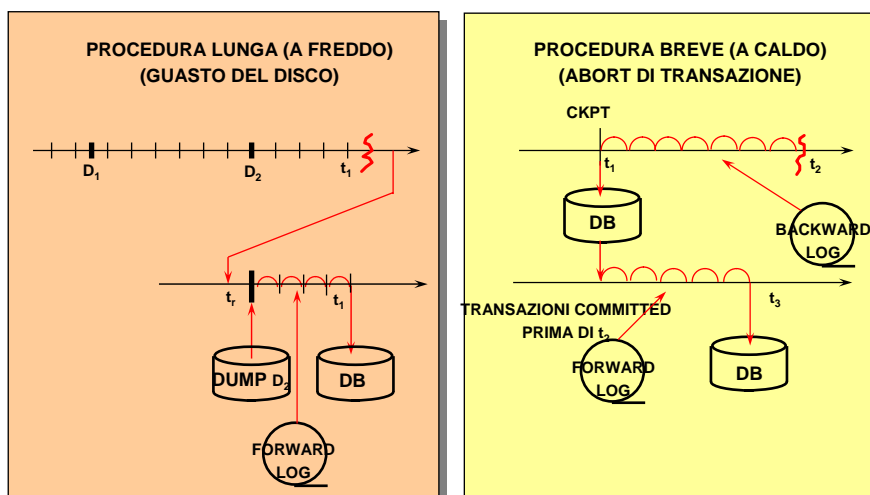 PROCEDURA LUNGA (A FREDDO)
(GUASTO DEL DISCO)
D1
D2
t1
tr
t1
DUMP D2
DB
FORWARD
LOG
PROCEDURA BREVE (A CALDO)
(ABORT DI TRANSAZIONE)
CKPT
t1
t2
DB
BACKWARD
LOG
t3
TRANSAZIONI COMMITTED
PRIMA DI t2
FORWARD
LOG
DB